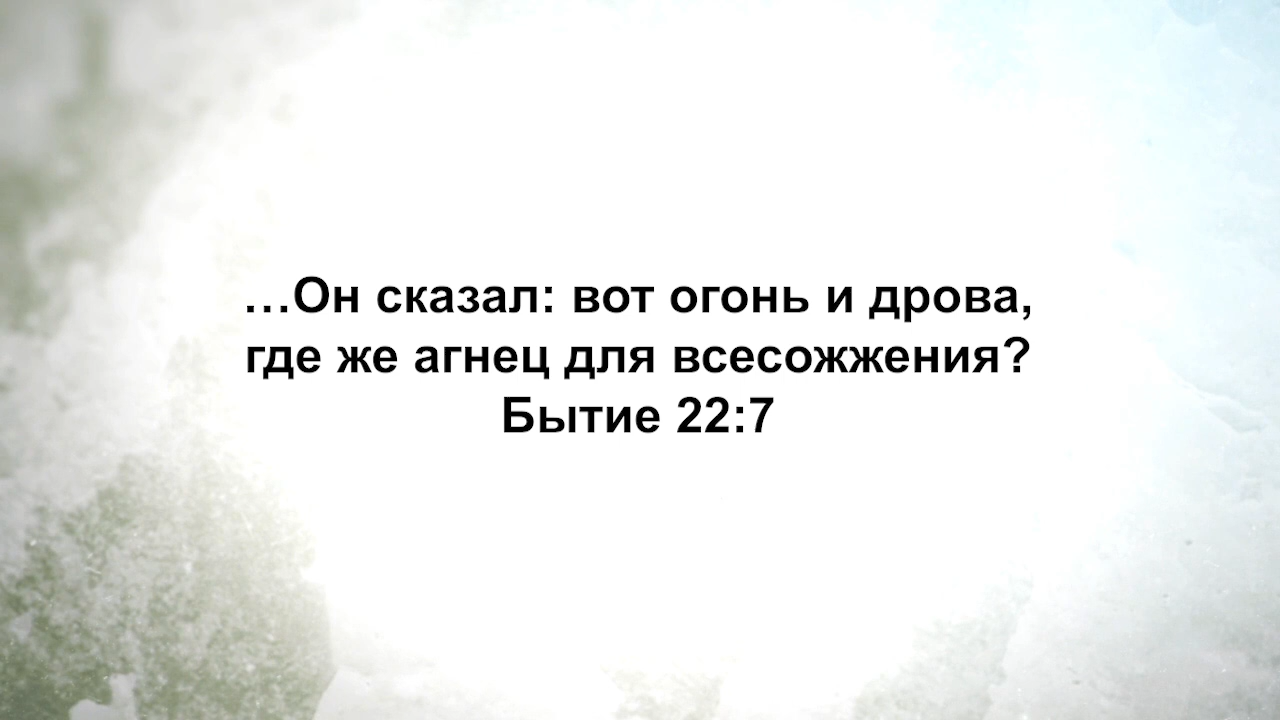 …Он сказал: вот огонь и дрова,
где же агнец для всесожжения?
Бытие 22:7